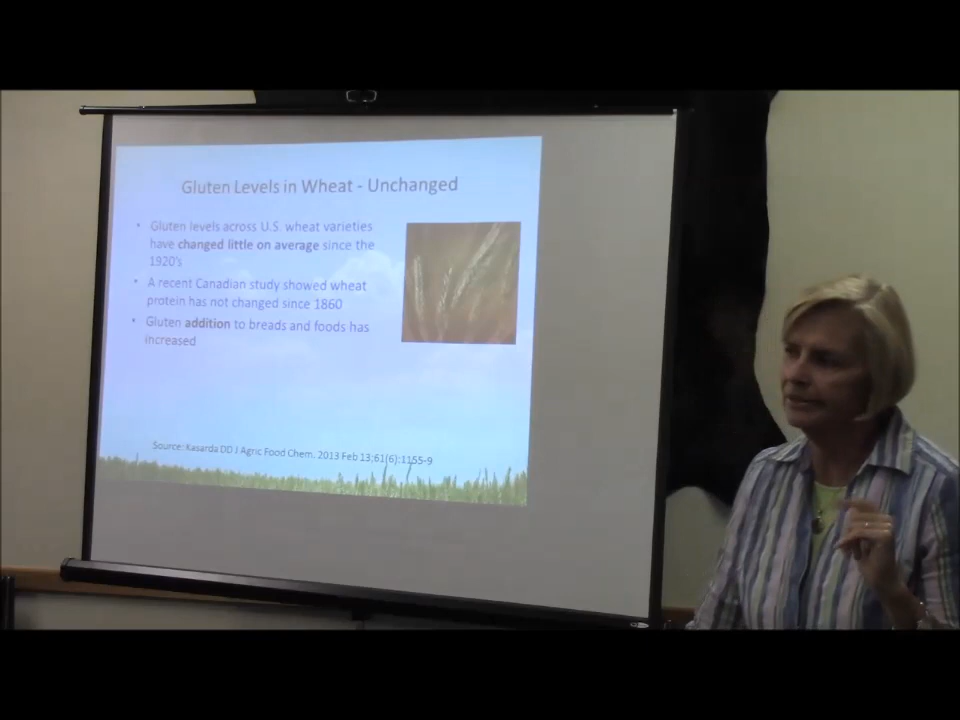 Gluten Levels in Wheat - Unchanged
• Gluten levels across U.S. wheat varieties
have changed little on average since the
1920's
• A recent Canadian study showed wheat
protein has not changed since 1860
• Gluten addition to breads and foods has
increased
Source: Kasarda DD J Agric Food Chem. 2013 Feb 13;61(6):1155-9